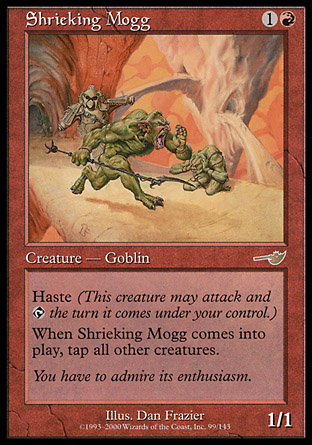 Shrieking Mogg 1
Creature — Goblin
Haste (This creature may attack and
the turn it comes under your control.)
When Shrieking Mogg comes into
play, tap all other creatures.
You have to admire its enthusiasm.
1/1
Illus. Dan Frazier
©1993-2000 Wizards of the Coast, Inc. 99/143